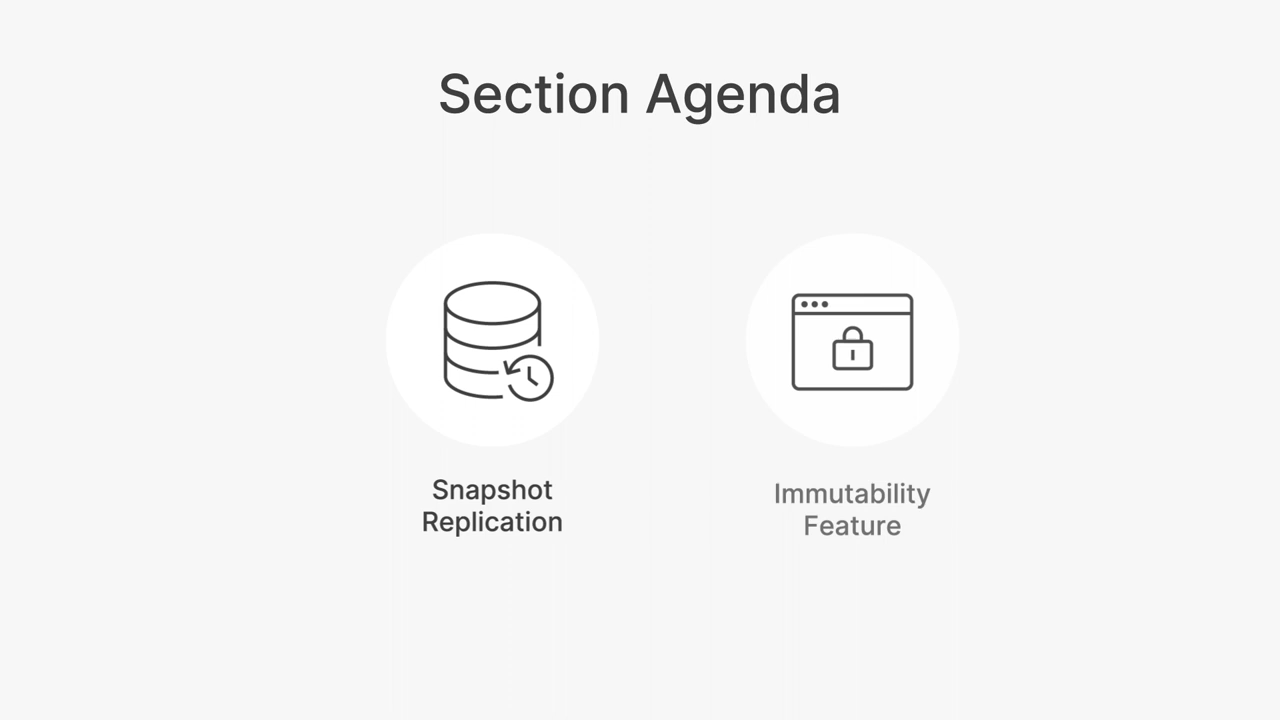 Section Agenda
Snapshot
Replication
Immutability
Feature